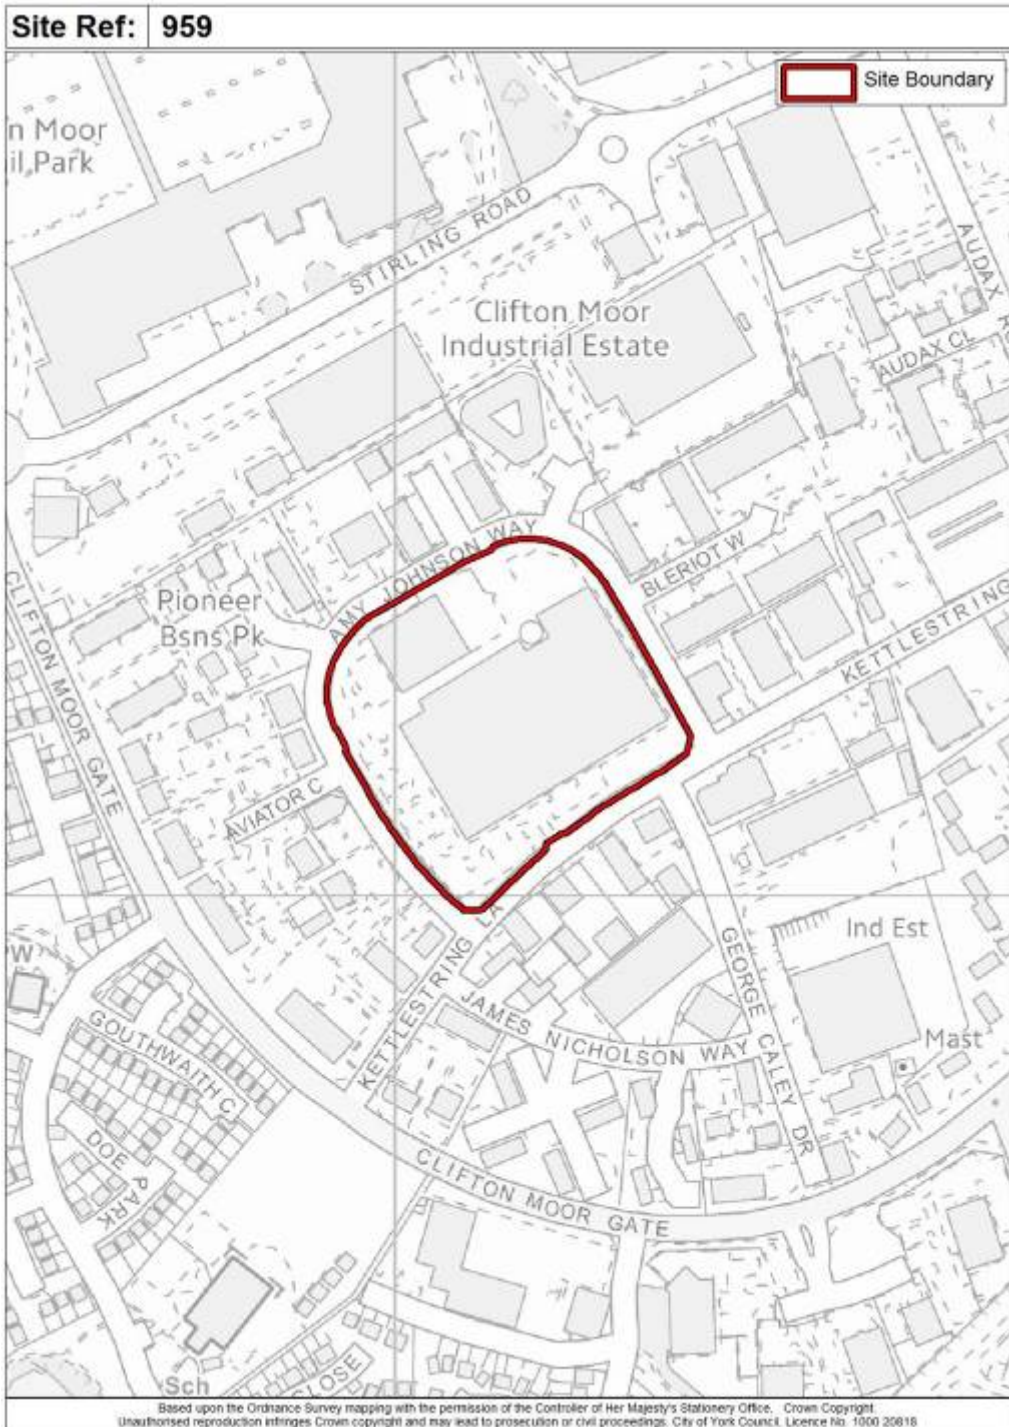 Site Ref: 959
Site Boundary
n Moor
il Park
STIRLING ROAD
AUDAX
Clifton Moor
Industrial Estate
AUDAX CL
AMY JOHNSON WAY
BLERIOT W
KETTLESTRING
Pioneer
Bsns Pk
CLIFTON MOOR GATE
AVIATOR C
KETTLESTRING LA
Ind Est
GEORGE CALEY DR
JAMES NICHOLSON WAY
Mast
GOUTHWAITH C
DOE PARK
CLIFTON MOOR GATE
Sch
CLOSE
Based upon the Ordnance Survey mapping with the permission of the Controller of Her Majesty's Stationery Office. Crown Copyright.
Unauthorised reproduction infringes Crown copyright and may lead to prosecution or civil proceedings. City of York Council. Licence No. 1000 20818